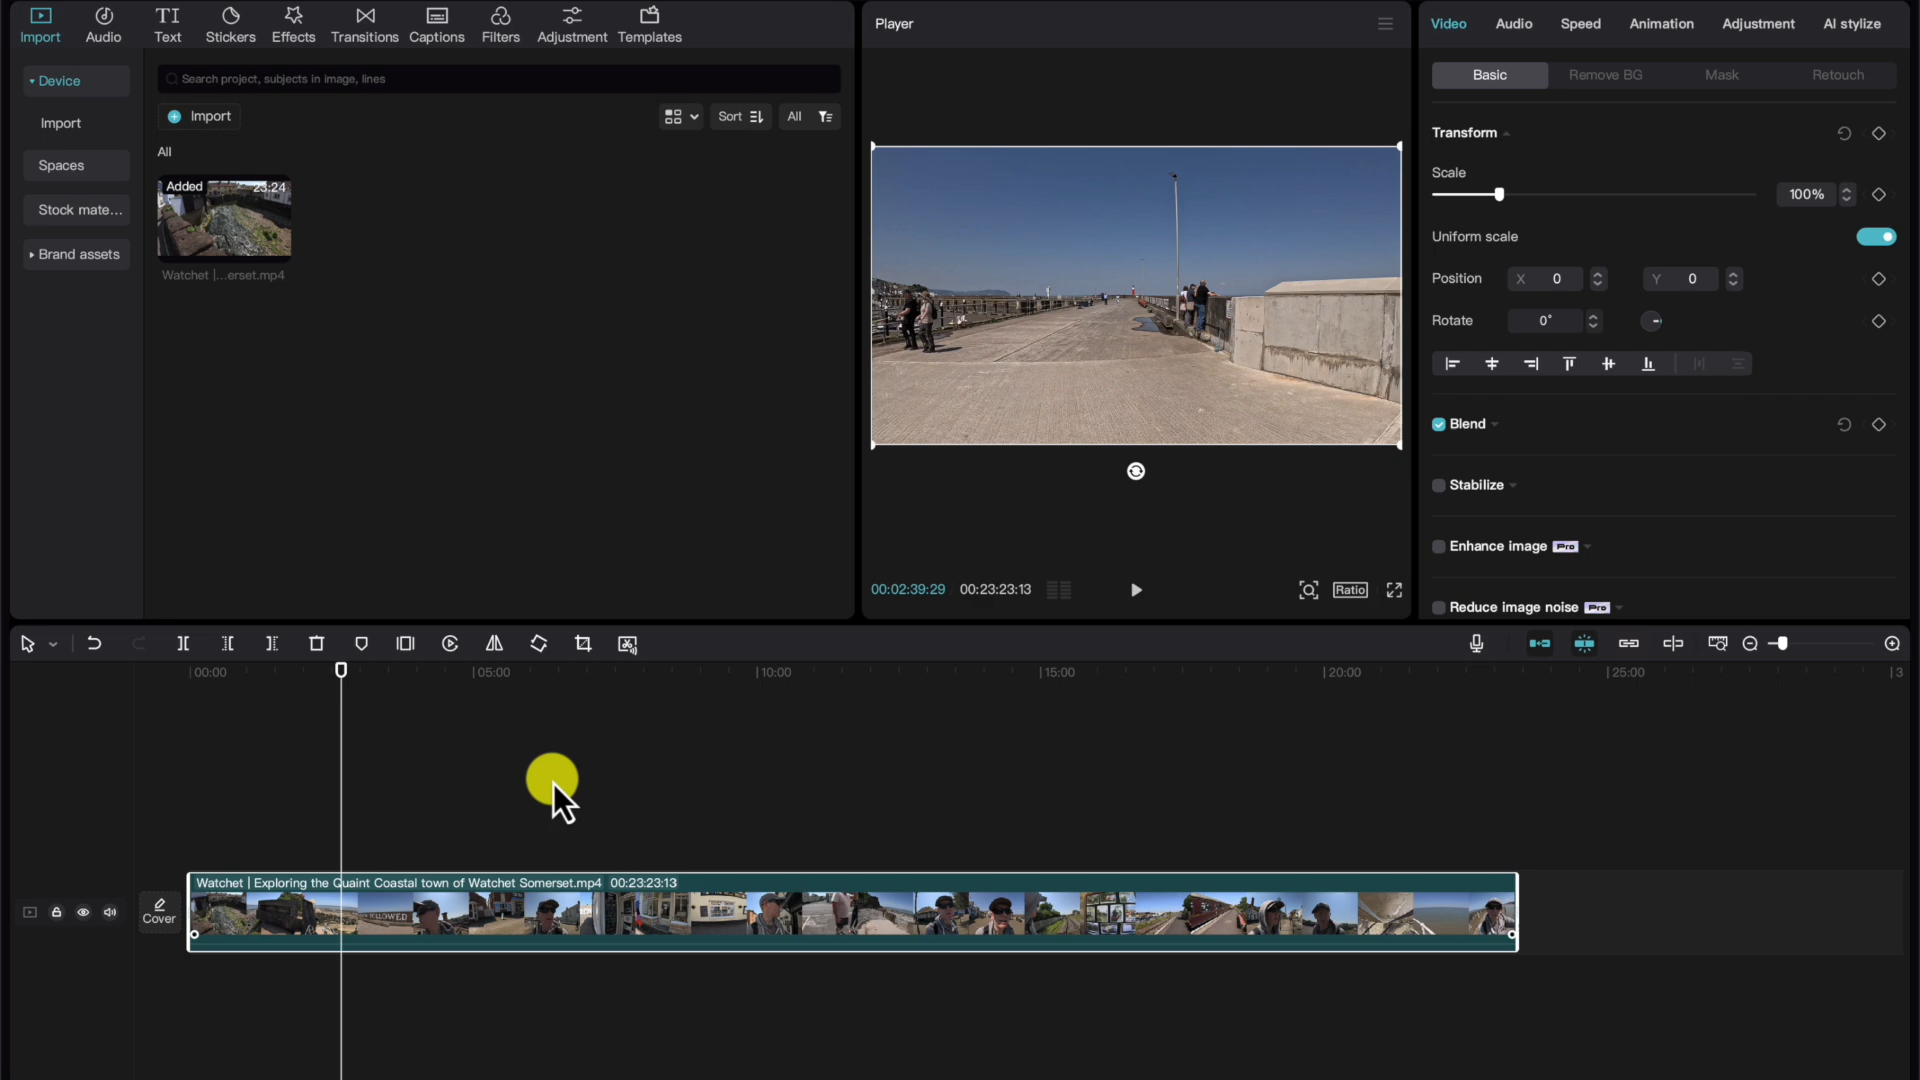 Import
Audio
Text
Stickers
Effects
Transitions
Captions
Filters
Adjustment
Templates
Device
Import
Spaces
Stock mate...
Brand assets
Search project, subjects in image, lines
Import
Sort
All
All
Added
23:24
Watchet |...erset.mp4
Player
00:02:39:29
00:23:23:13
Ratio
Video
Audio
Speed
Animation
Adjustment
AI stylize
Basic
Remove BG
Mask
Retouch
Transform
Scale
100%
Uniform scale
Position
X 0
Y 0
Rotate
0°
Blend
Stabilize
Enhance image Pro
Reduce image noise Pro
00:00
05:00
10:00
15:00
20:00
25:00
3
Cover
Watchet | Exploring the Quaint Coastal town of Watchet Somerset.mp4 00:23:23:13